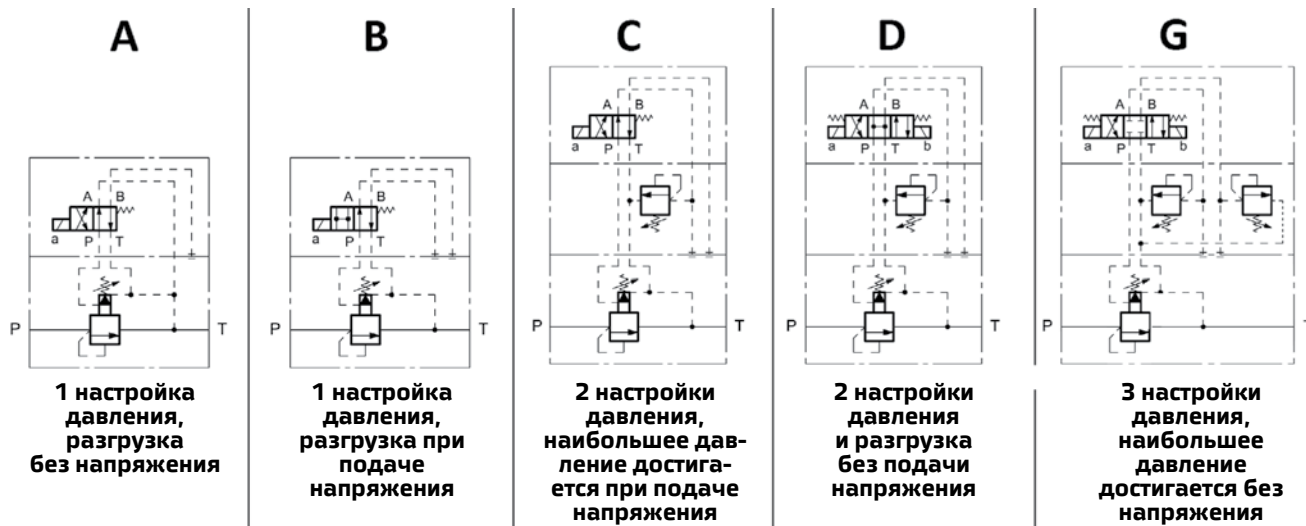 A
A B
a P T
P T
1 настройка
давления,
разгрузка
без напряжения
B
A B
a P T
P T
1 настройка
давления,
разгрузка при
подаче
напряжения
C
A B
a P T
P T
2 настройки
давления,
наибольшее дав-
ление достига-
ется при подаче
напряжения
D
A B
a P T b
P T
2 настройки
давления
и разгрузка
без подачи
напряжения
G
A B
a P T b
P T
3 настройки
давления,
наибольшее
давление
достигается без
напряжения